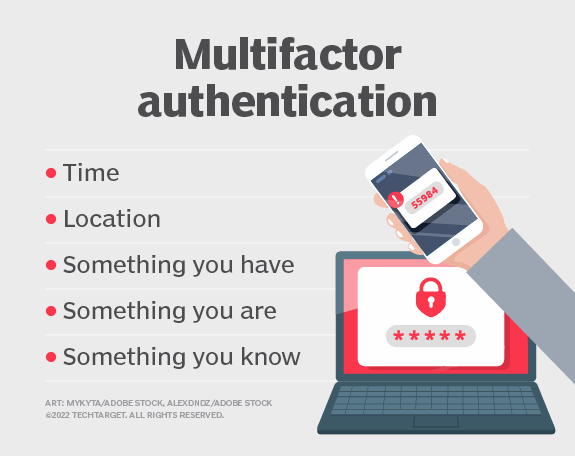 Multifactor
authentication
Time
Location
Something you have
Something you are
Something you know
55984
!
*****
ART: MYKYTA/ADOBE STOCK, ALEXDNDZ/ADOBE STOCK
©2022 TECHTARGET. ALL RIGHTS RESERVED.